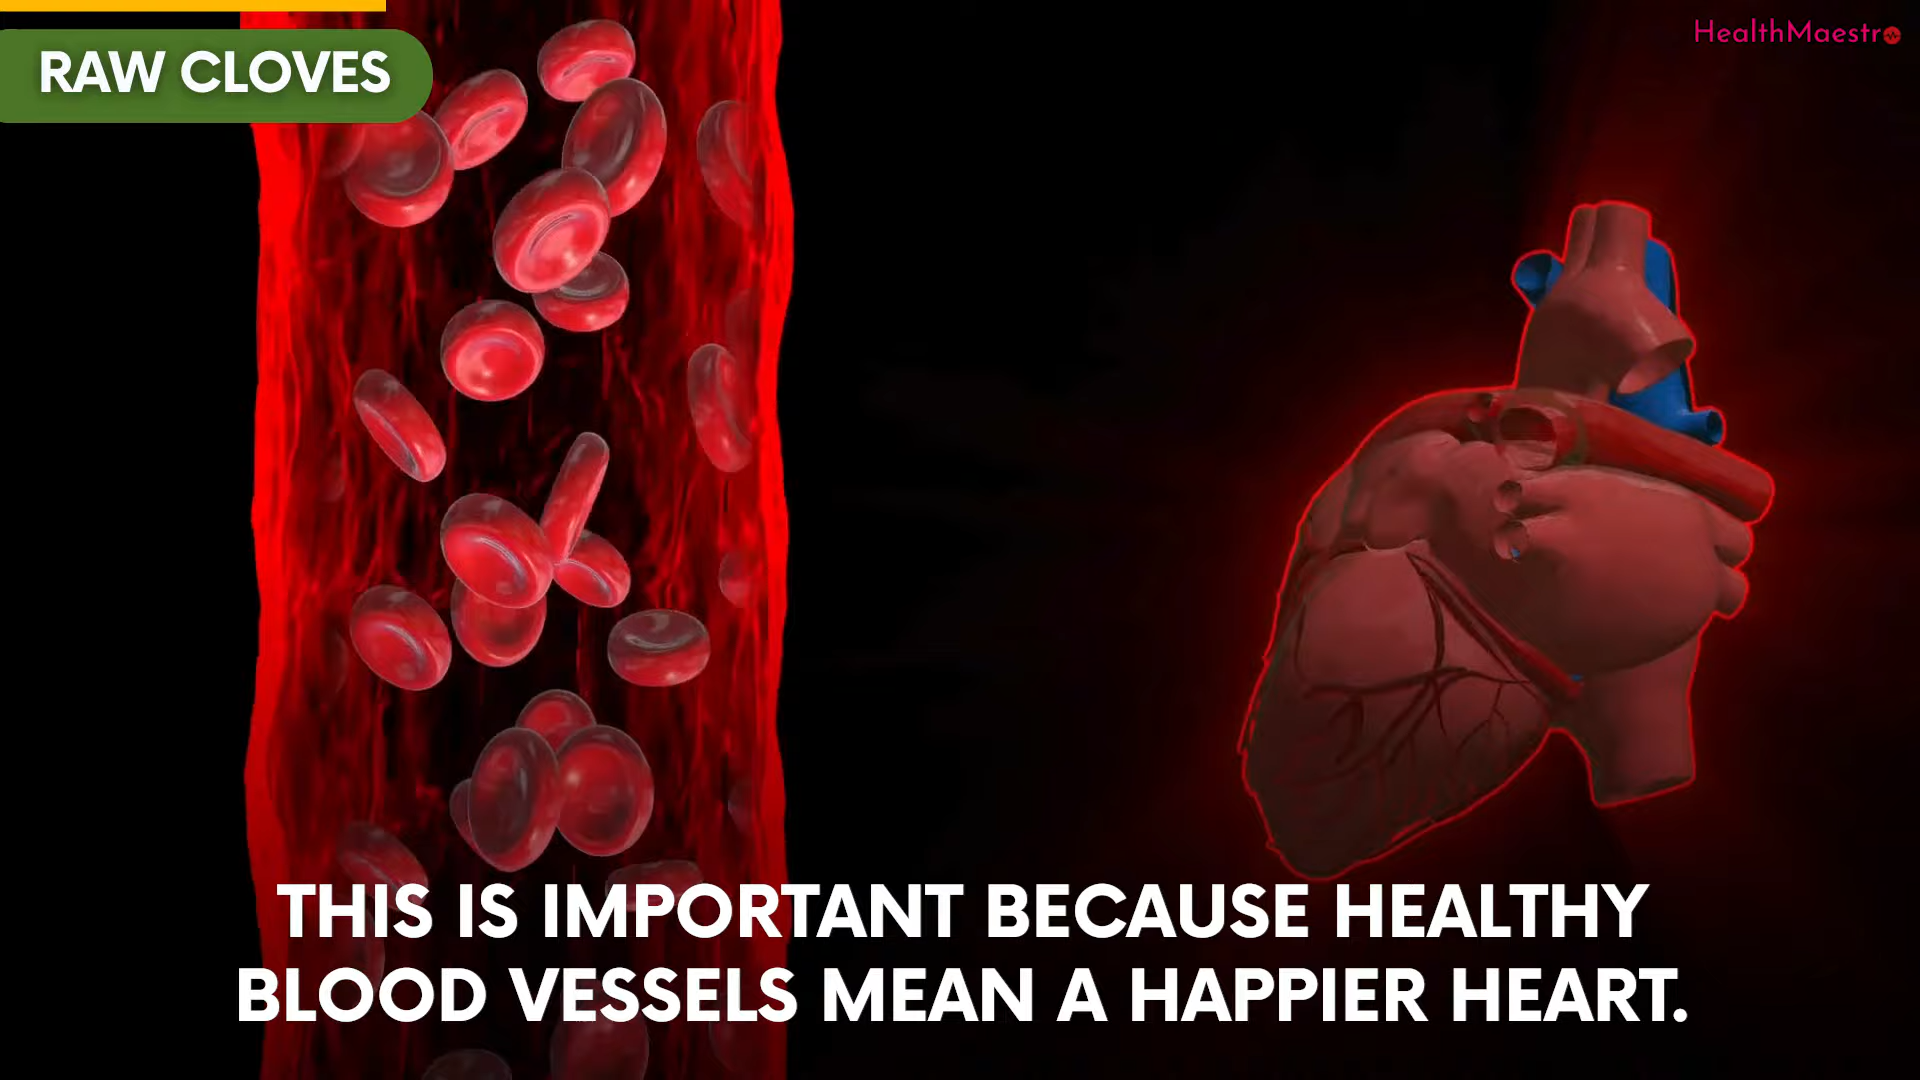 RAW CLOVES
HealthMaestro
THIS IS IMPORTANT BECAUSE HEALTHY
BLOOD VESSELS MEAN A HAPPIER HEART.